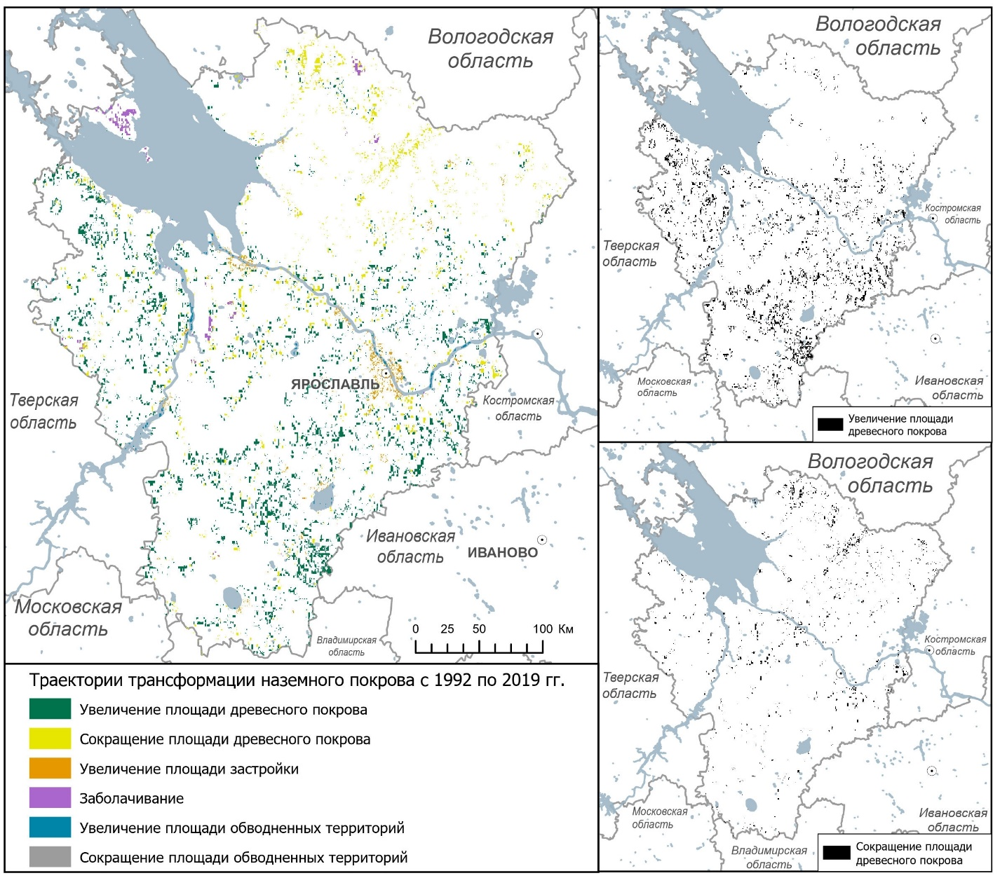 Вологодская
область
Тверская
область
ЯРОСЛАВЛЬ
Костромская
область
Ивановская
область
ИВАНОВО
Московская
область
Владимирская
область
0 25 50 100 Км
Траектории трансформации наземного покрова с 1992 по 2019 гг.
Увеличение площади древесного покрова
Сокращение площади древесного покрова
Увеличение площади застройки
Заболачивание
Увеличение площади обводненных территорий
Сокращение площади обводненных территорий
Вологодская
область
Костромская
область
Тверская
область
Московская
область
Ивановская
область
Увеличение площади
древесного покрова
Вологодская
область
Костромская
область
Тверская
область
Московская
область
Ивановская
область
Владимирская
область
Сокращение площади
древесного покрова